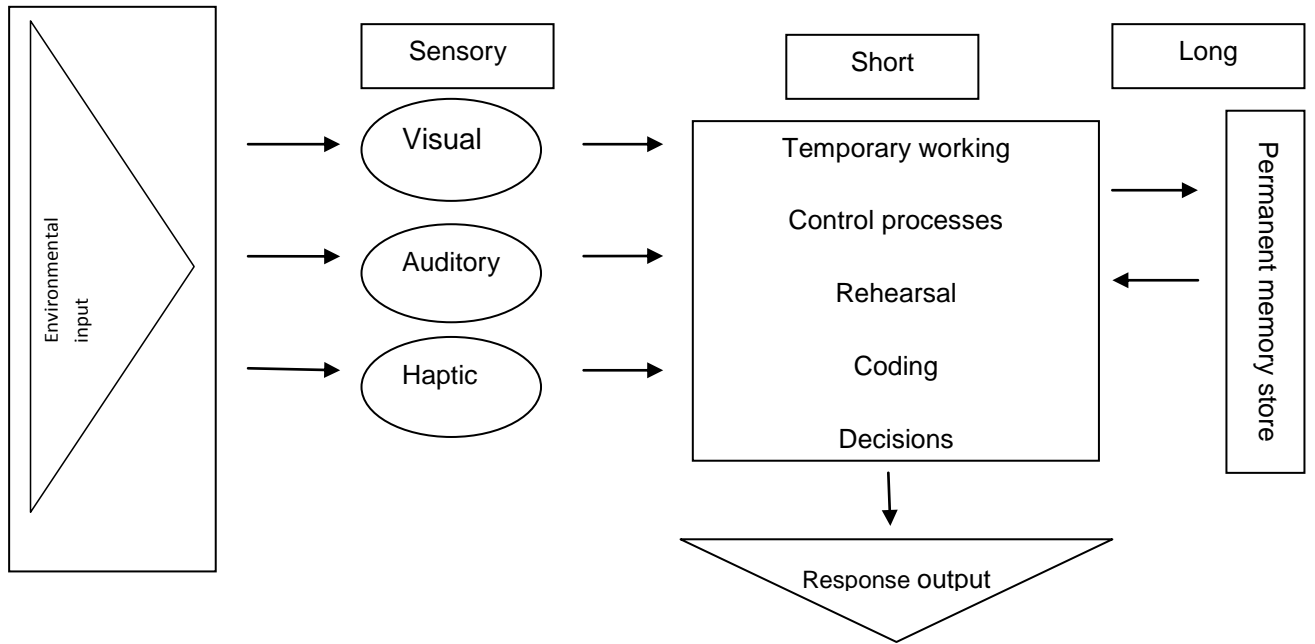 Environmental
input
Sensory
Visual
Auditory
Haptic
Short
Temporary working
Control processes
Rehearsal
Coding
Decisions
Response output
Long
Permanent memory store